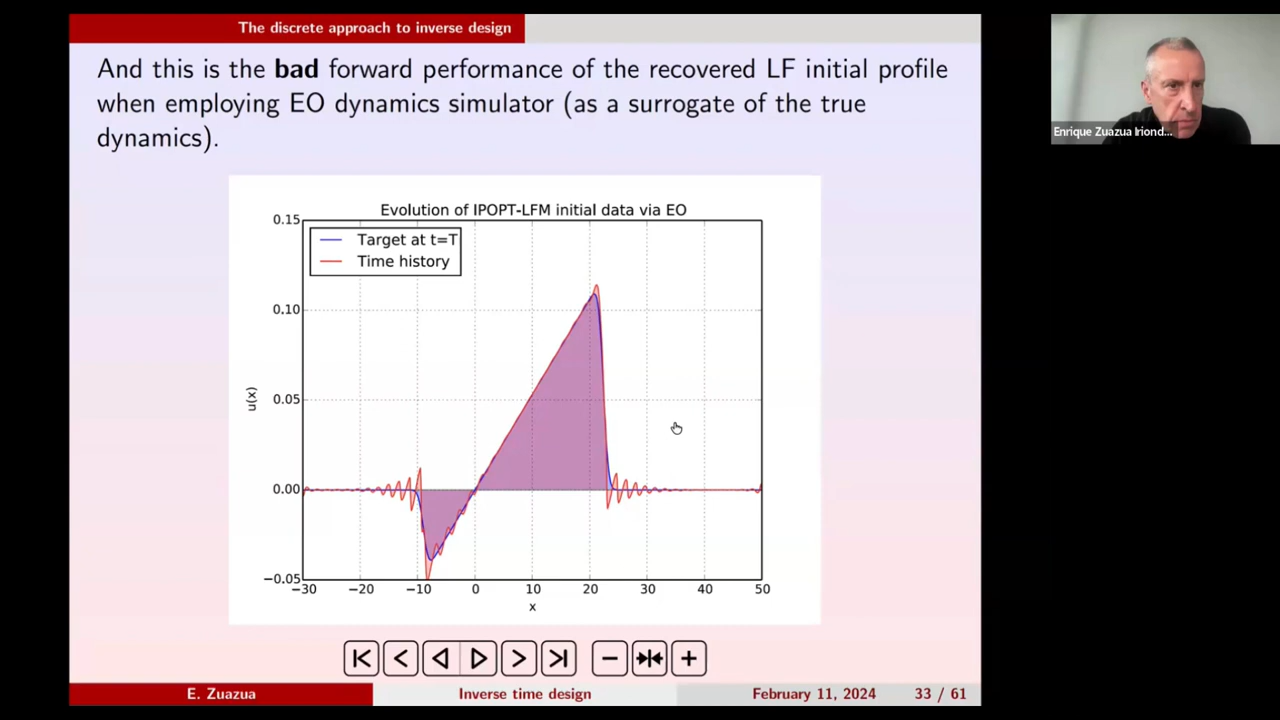 The discrete approach to inverse design
And this is the bad forward performance of the recovered LF initial profile
when employing EO dynamics simulator (as a surrogate of the true
dynamics).
Enrique Zuazua Iriond...
Evolution of IPOPT-LFM initial data via EO
Target at t=T
Time history
0.15
0.10
0.05
0.00
−0.05
u(x)
−30 −20 −10 0 10 20 30 40 50
x
E. Zuazua Inverse time design February 11, 2024 33 / 61